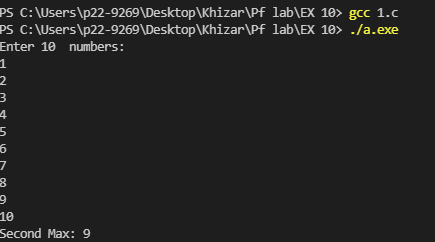 PS C:\Users\p22-9269\Desktop\Khizar\Pf lab\EX 10> gcc 1.c
PS C:\Users\p22-9269\Desktop\Khizar\Pf lab\EX 10> ./a.exe
Enter 10  numbers:
1
2
3
4
5
6
7
8
9
10
Second Max: 9